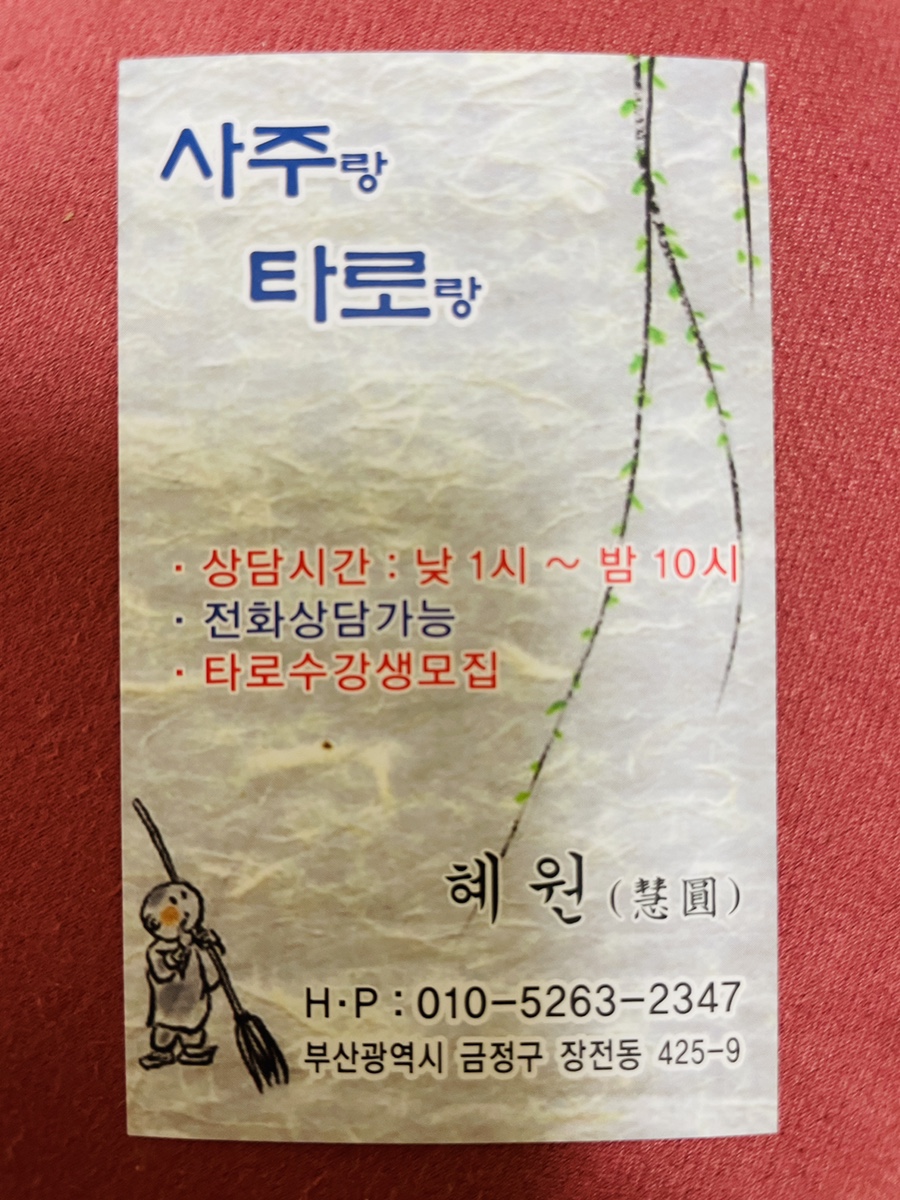 사주랑
타로랑
· 상담시간 : 낮 1시 ~ 밤 10시
· 전화상담가능
· 타로수강생모집
혜 원 (慧圓)
H·P : 010-5263-2347
부산광역시 금정구 장전동 425-9